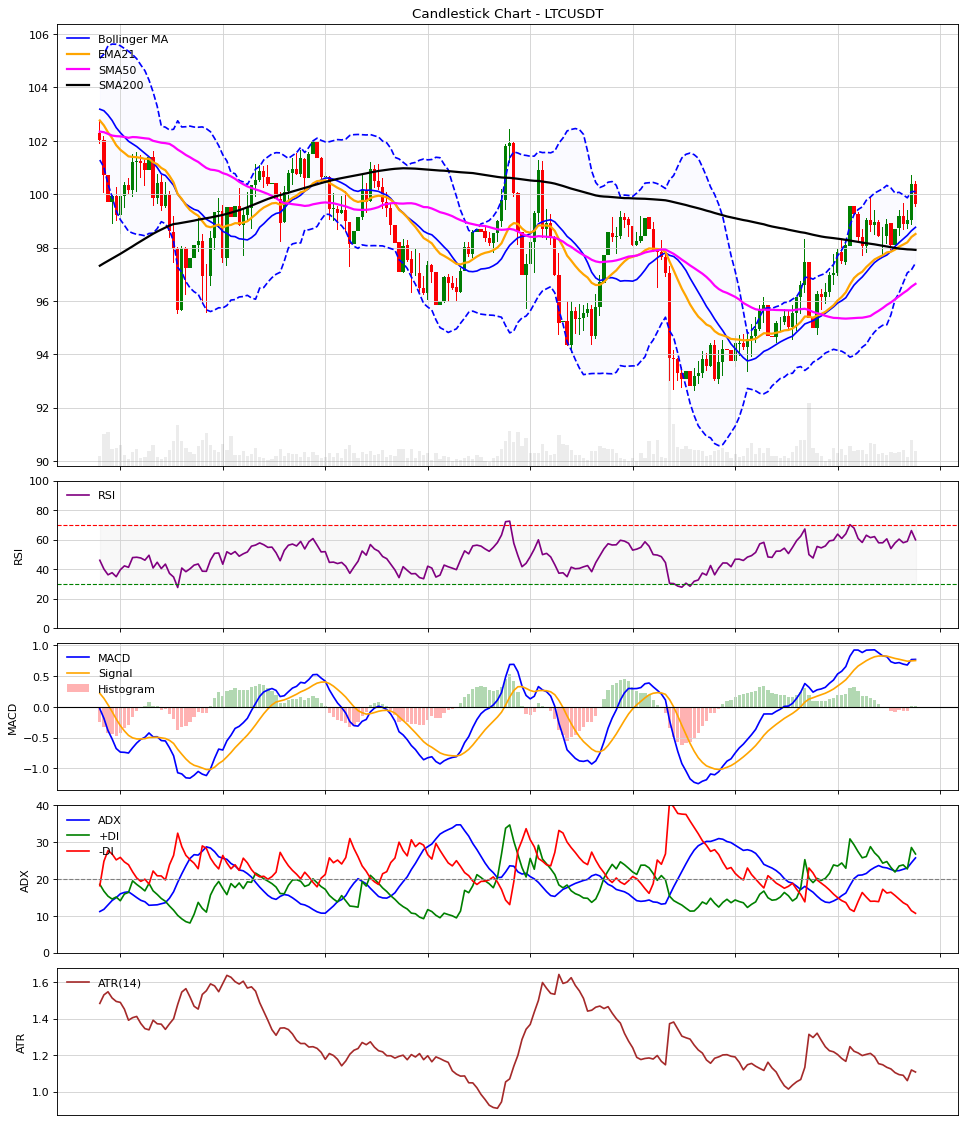 Candlestick Chart - LTCUSDT
106
104
102
100
98
96
94
92
90
Bollinger MA
EMA21
SMA50
SMA200
100
80
60
40
20
0
RSI
RSI
1.0
0.5
0.0
−0.5
−1.0
MACD
MACD
Signal
Histogram
40
30
20
10
0
ADX
ADX
+DI
-DI
1.6
1.4
1.2
1.0
ATR
ATR(14)